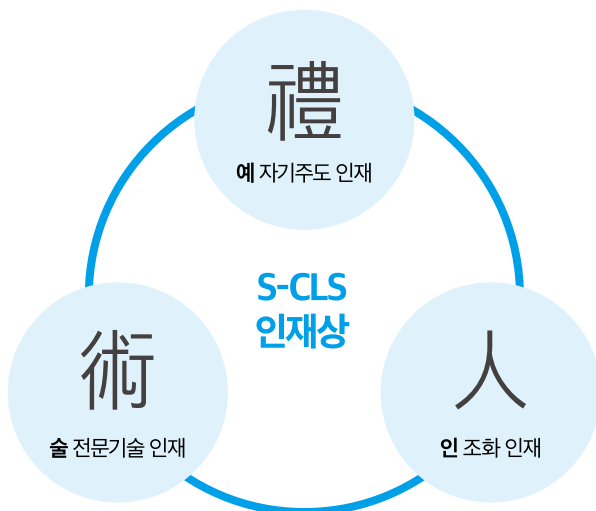 禮
예 자기주도 인재
S-CLS
인재상
術
술 전문기술 인재
人
인 조화 인재